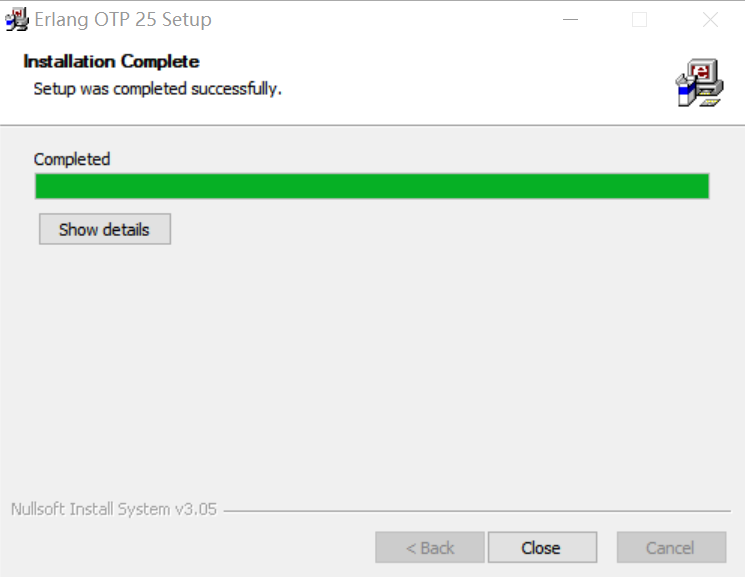 Erlang OTP 25 Setup
Installation Complete
Setup was completed successfully.
Completed
Show details
Nullsoft Install System v3.05
< Back Close Cancel